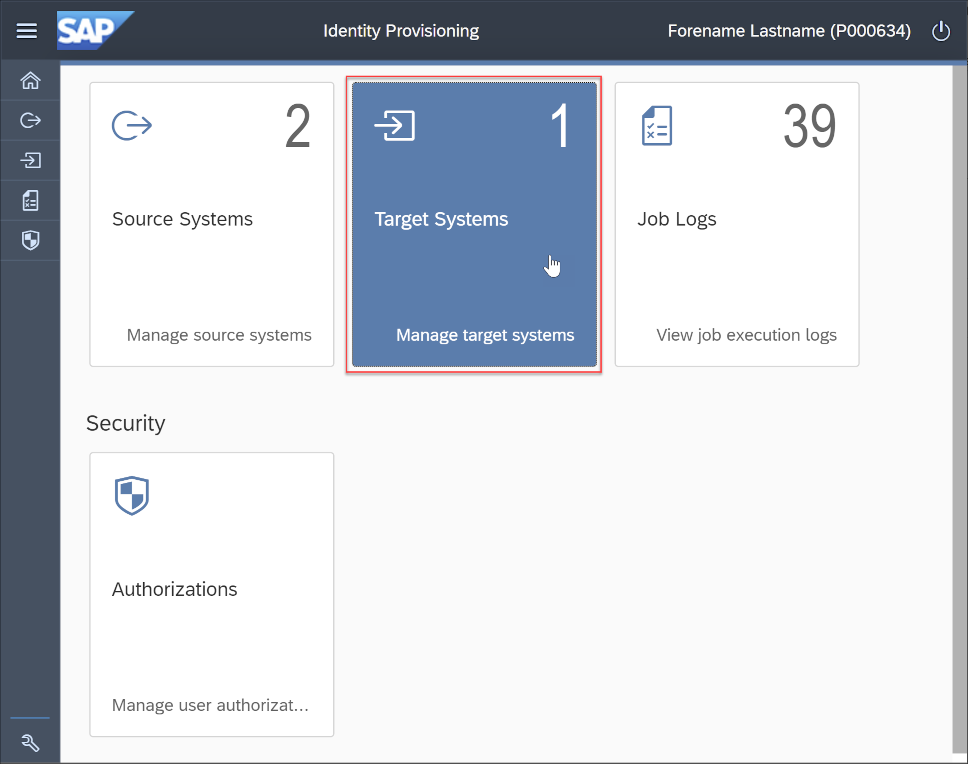 SAP
Identity Provisioning
Forename Lastname (P000634)
2
Source Systems
Manage source systems
1
Target Systems
Manage target systems
39
Job Logs
View job execution logs
Security
Authorizations
Manage user authorizat...